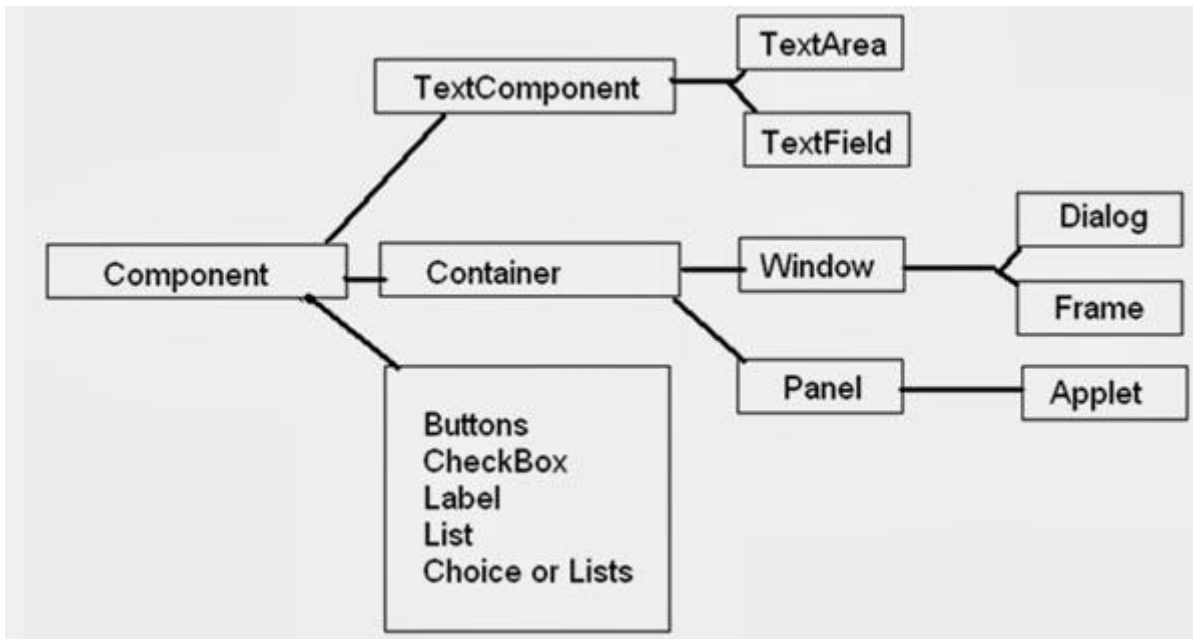 TextArea
TextComponent
TextField
Dialog
Component
Container
Window
Frame
Panel
Applet
Buttons
CheckBox
Label
List
Choice or Lists